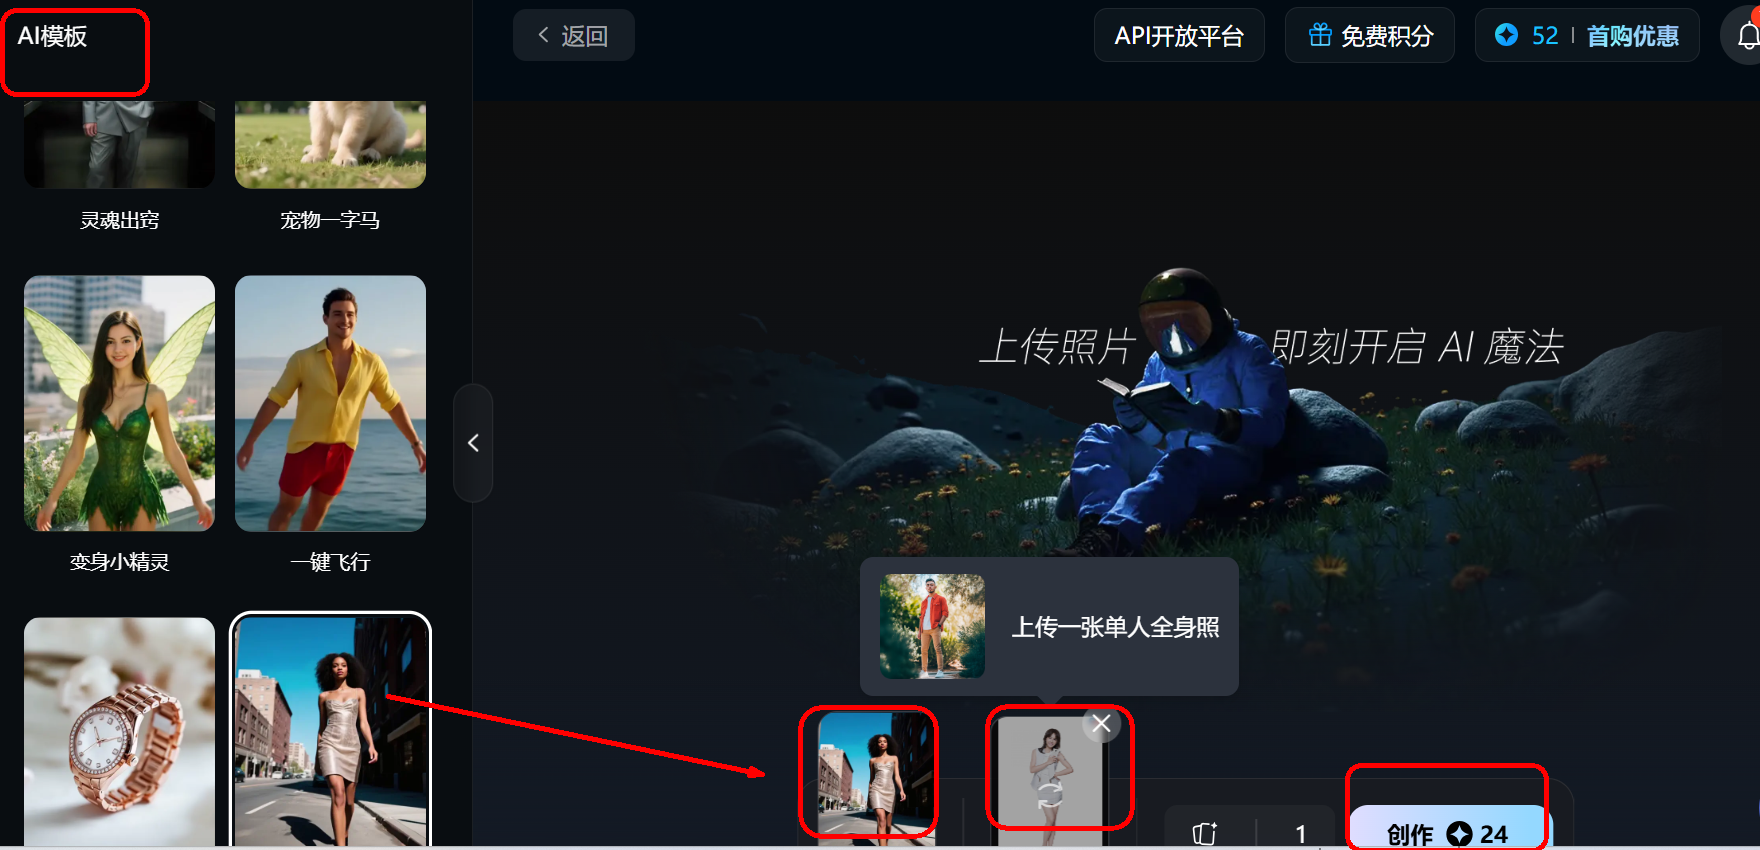 AI模板
返回
API开放平台
免费积分
52
首购优惠
灵魂出窍
宠物一字马
上传照片 即刻开启 AI 魔法
变身小精灵
一键飞行
上传一张单人全身照
1
创作 24